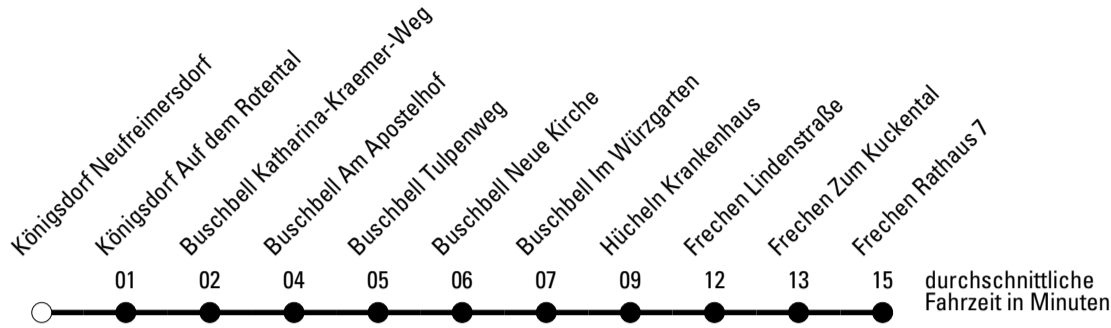 Königsdorf Neufreimersdorf
Königsdorf Auf dem Rotental
Buschbell Katharina-Kraemer-Weg
Buschbell Am Apostelhof
Buschbell Tulpenweg
Buschbell Neue Kirche
Buschbell Im Würzgarten
Hücheln Krankenhaus
Frechen Lindenstraße
Frechen Zum Kuckental
Frechen Rathaus 7
01 02 04 05 06 07 09 12 13 15
durchschnittliche
Fahrzeit in Minuten